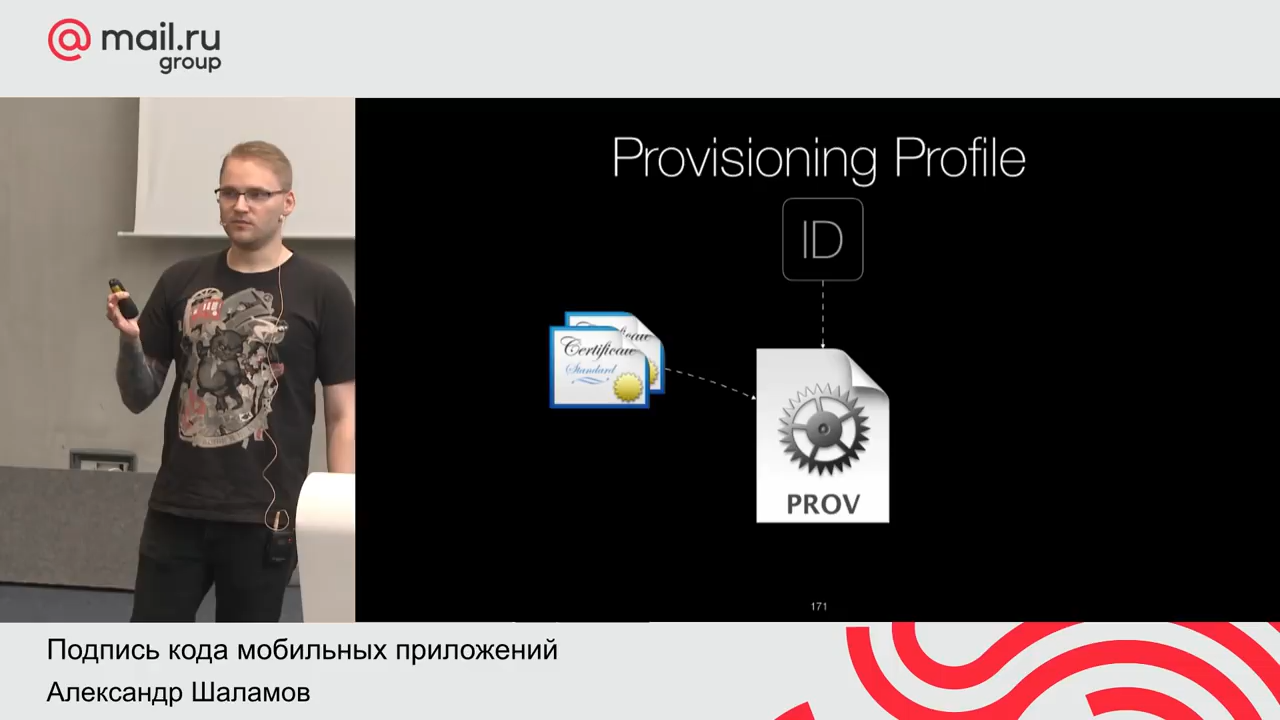 @mail.ru
group
Provisioning Profile
ID
Certificate
Standard
PROV
171
Подпись кода мобильных приложений
Александр Шаламов